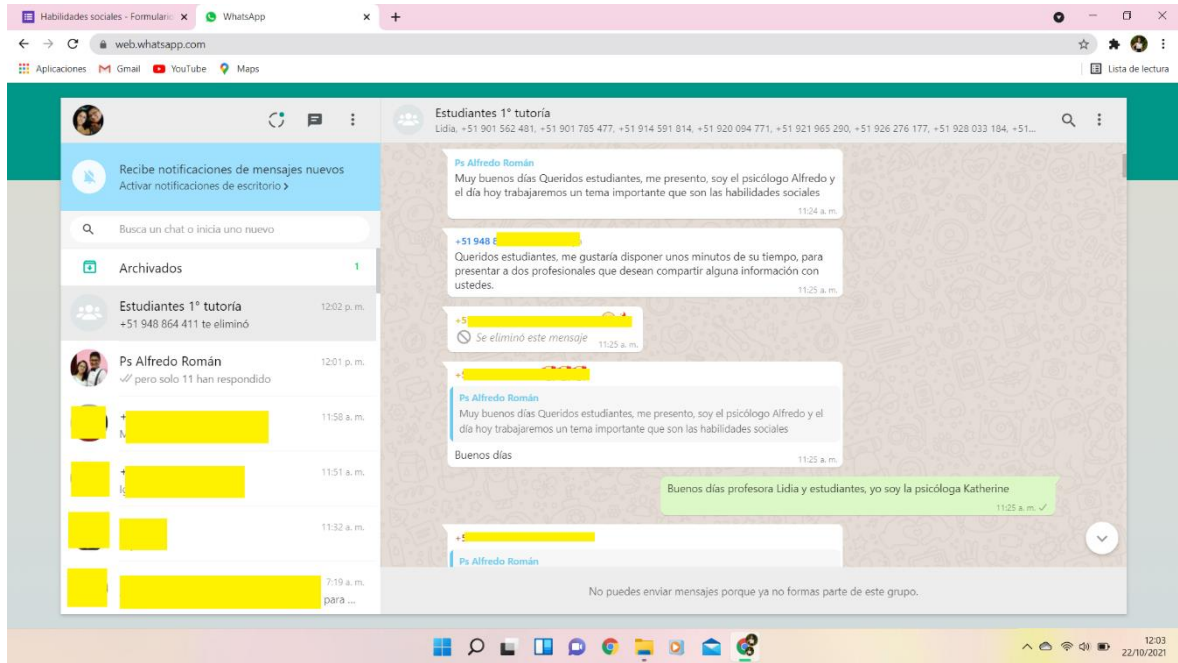 Habilidades sociales - Formulario
WhatsApp
web.whatsapp.com
Aplicaciones
Gmail
YouTube
Maps
Lista de lectura
Recibe notificaciones de mensajes nuevos
Activar notificaciones de escritorio >
Busca un chat o inicia uno nuevo
Archivados 1
Estudiantes 1° tutoría 12:02 p. m.
+51 948 864 411 te eliminó
Ps Alfredo Román 12:01 p. m.
pero solo 11 han respondido
11:58 a. m.
11:51 a. m.
11:32 a. m.
7:19 a. m.
para ...
Estudiantes 1° tutoría
Lidia, +51 901 562 481, +51 901 785 477, +51 914 591 814, +51 920 094 771, +51 921 965 290, +51 926 276 177, +51 928 033 184, +51...
Ps Alfredo Román
Muy buenos días Queridos estudiantes, me presento, soy el psicólogo Alfredo y
el día hoy trabajaremos un tema importante que son las habilidades sociales
11:24 a. m.
+51 948
Queridos estudiantes, me gustaría disponer unos minutos de su tiempo, para
presentar a dos profesionales que desean compartir alguna información con
ustedes.
11:25 a. m.
Se eliminó este mensaje 11:25 a. m.
Ps Alfredo Román
Muy buenos días Queridos estudiantes, me presento, soy el psicólogo Alfredo y el
día hoy trabajaremos un tema importante que son las habilidades sociales
Buenos días
11:25 a. m.
Buenos días profesora Lidia y estudiantes, yo soy la psicóloga Katherine
11:25 a. m.
Ps Alfredo Román
No puedes enviar mensajes porque ya no formas parte de este grupo.
12:03
22/10/2021